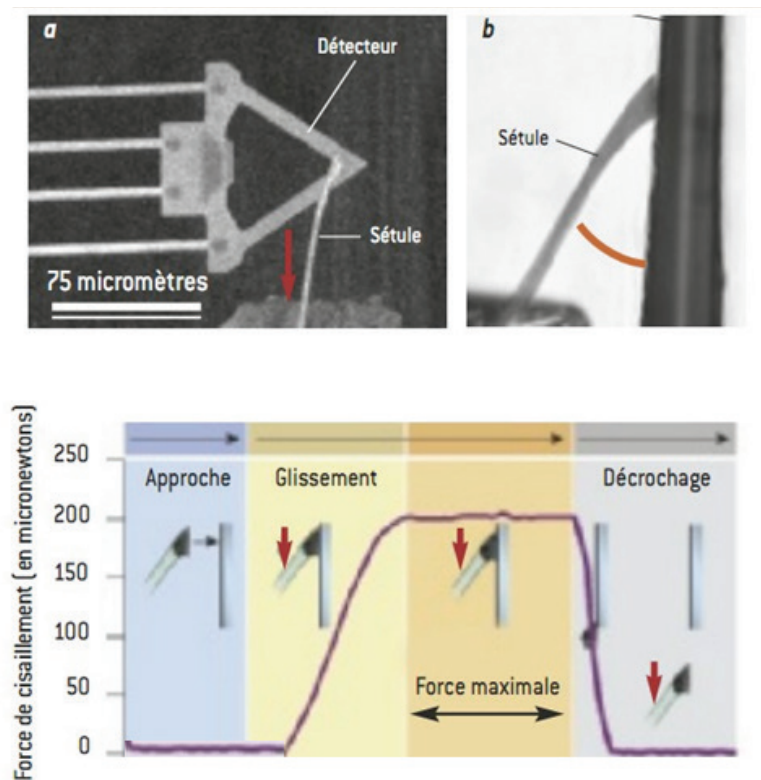 a
Détecteur
Sétule
75 micromètres
b
Sétule
Force de cisaillement (en micronewtons)
250
200
150
100
50
0
Approche
Glissement
Décrochage
Force maximale